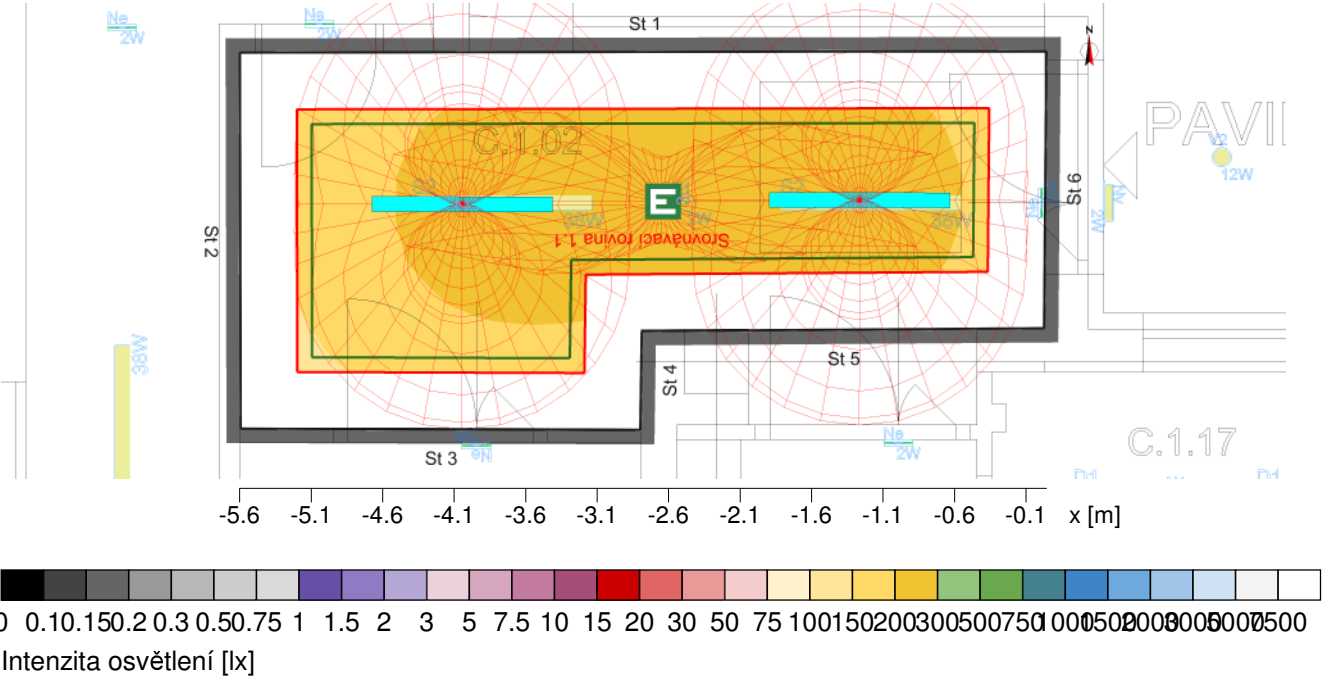 St 1
Ne
2W
Ne
2W
z
PAVI
C.1.02
V2
12W
St 6
Ne
Nv
2W
E
38W
2W
38W
Srovnávací rovina 1.1
St 2
38W
St 5
St 4
St 3
Ne
Ne
2W
C.1.17
D1
D1
-5.6 -5.1 -4.6 -4.1 -3.6 -3.1 -2.6 -2.1 -1.6 -1.1 -0.6 -0.1 x [m]
0 0.1 0.15 0.2 0.3 0.5 0.75 1 1.5 2 3 5 7.5 10 15 20 30 50 75 100 150 200 300 500 750 1000 1500 2000 3000 5000 7500
Intenzita osvětlení [lx]